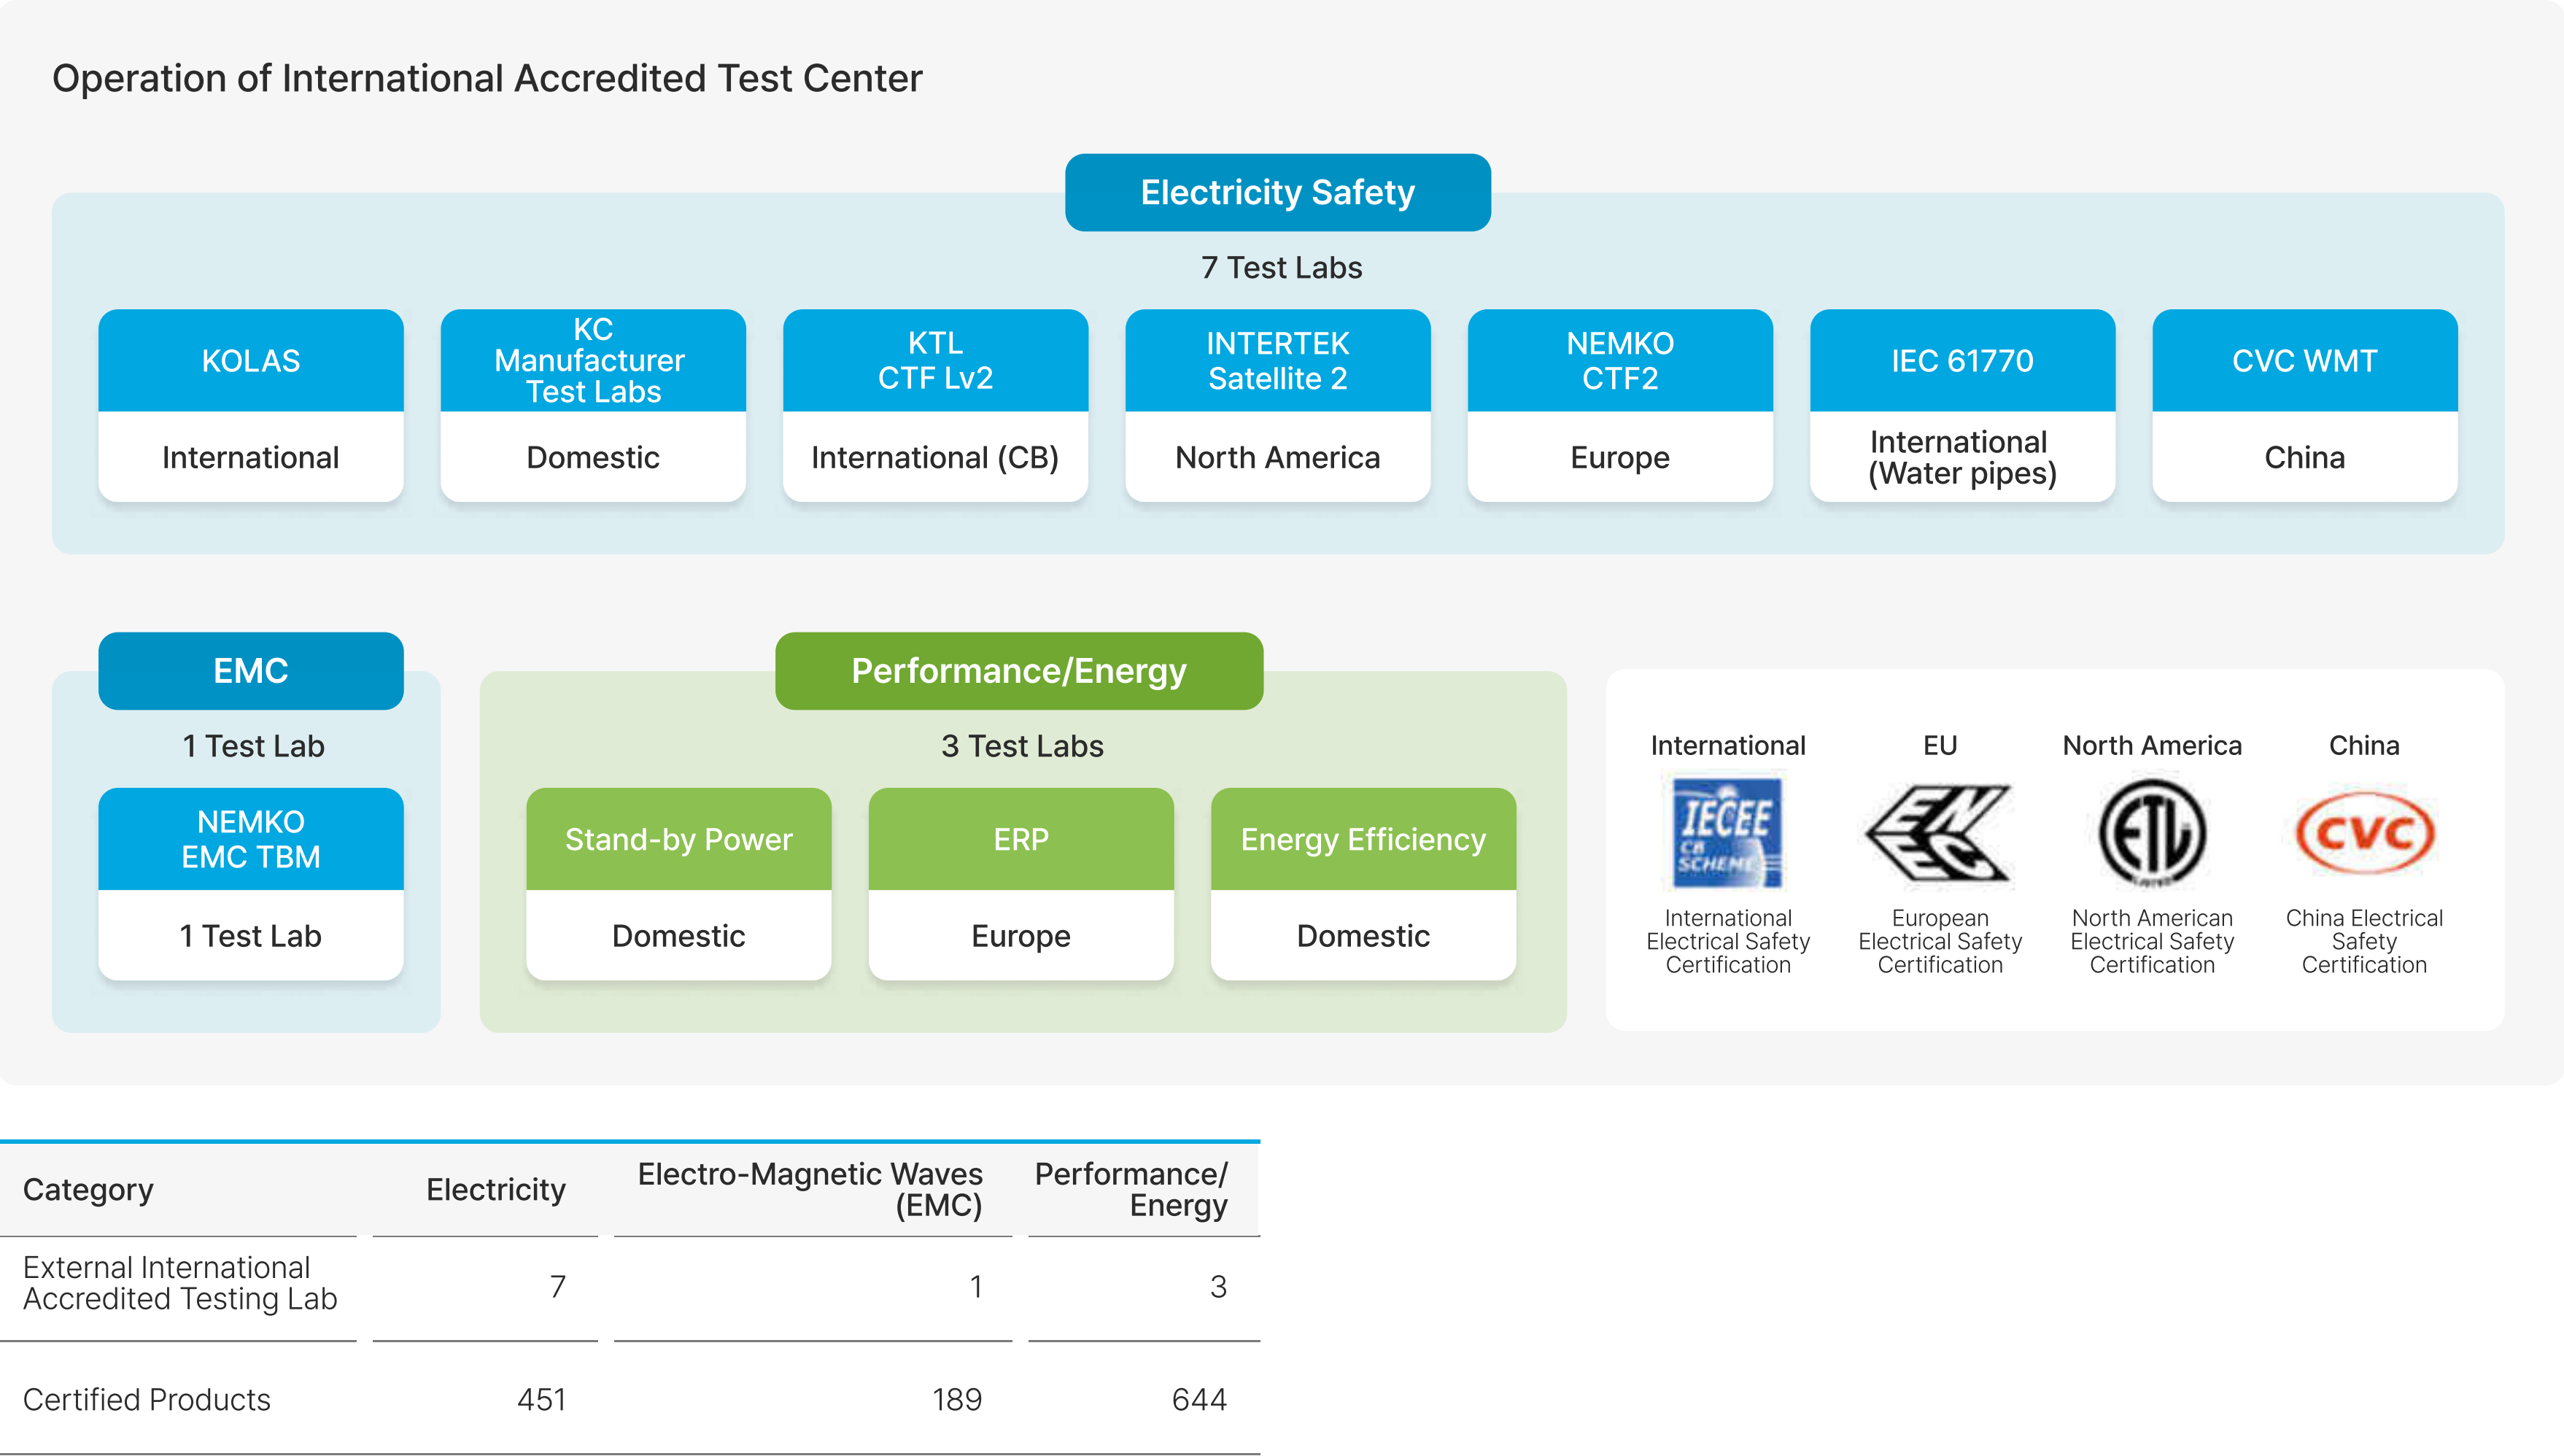 Operation of International Accredited Test Center
Electricity Safety
7 Test Labs
KOLAS
International
KC
Manufacturer
Test Labs
Domestic
KTL
CTF Lv2
International (CB)
INTERTEK
Satellite 2
North America
NEMKO
CTF2
Europe
IEC 61770
International
(Water pipes)
CVC WMT
China
EMC
1 Test Lab
NEMKO
EMC TBM
1 Test Lab
Performance/Energy
3 Test Labs
Stand-by Power
Domestic
ERP
Europe
Energy Efficiency
Domestic
International
IECEE
CB
SCHEME
International
Electrical Safety
Certification
EU
ENEC
European
Electrical Safety
Certification
North America
ETL
LISTED
North American
Electrical Safety
Certification
China
CVC
China Electrical
Safety
Certification
Category
Electricity
Electro-Magnetic Waves
(EMC)
Performance/
Energy
External International
Accredited Testing Lab
7
1
3
Certified Products
451
189
644